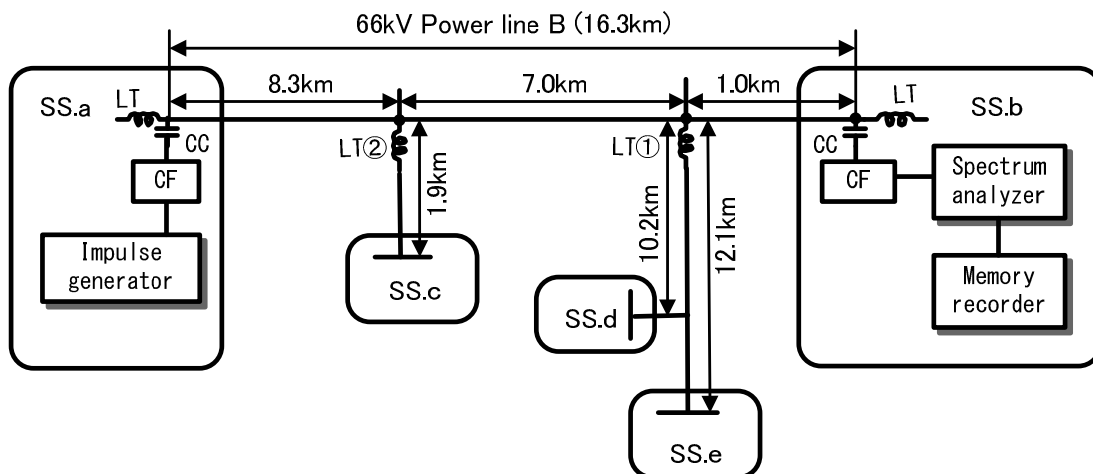 66kV Power line B (16.3km)
8.3km
7.0km
1.0km
SS.a
LT
CC
CF
Impulse
generator
LT②
1.9km
SS.c
LT①
10.2km
12.1km
SS.d
SS.e
LT
SS.b
CC
CF
Spectrum
analyzer
Memory
recorder